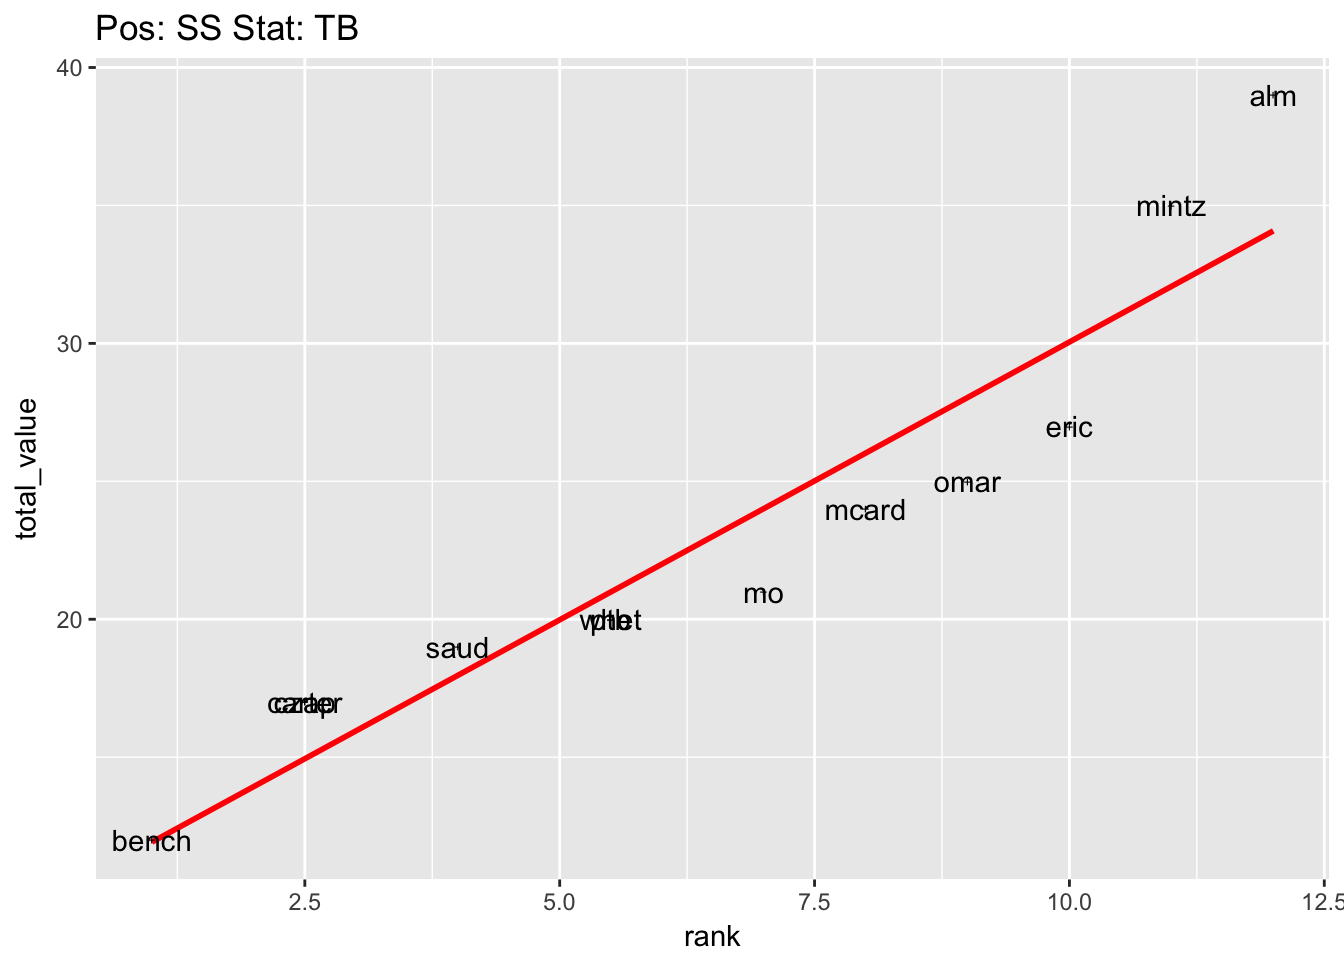 Pos: SS Stat: TB
40
alm
mintz
30
eric
omar
mcard
mo
20
saud
bench
total_value
2.5
5.0
7.5
10.0
12.5
rank